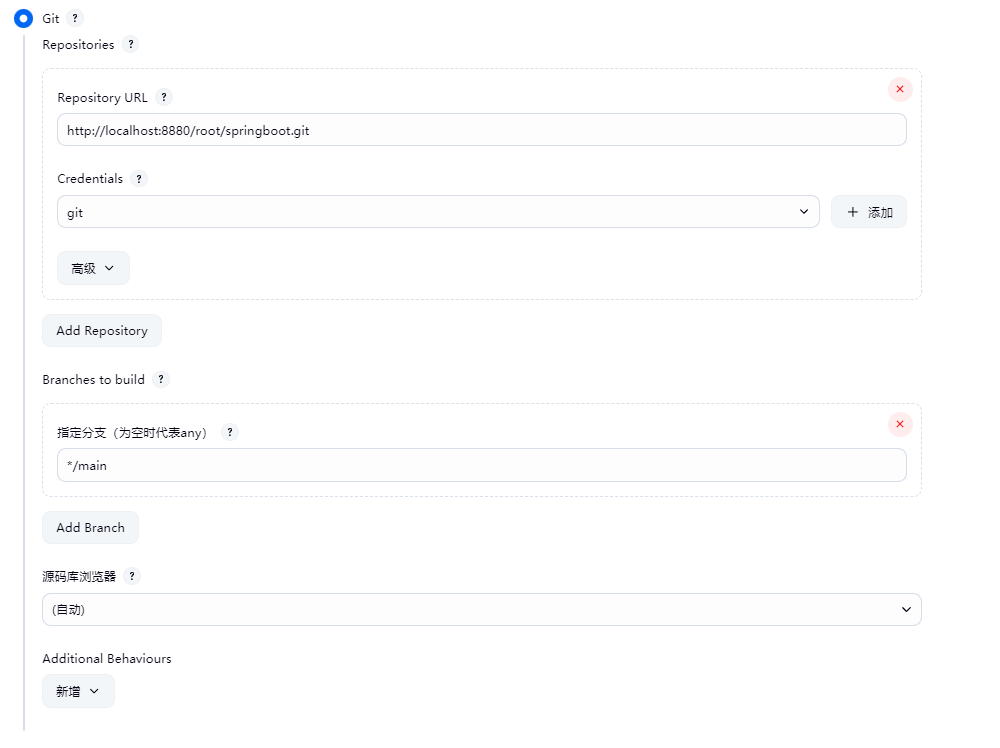 Git ?
Repositories ?
Repository URL ?
http://localhost:8880/root/springboot.git
Credentials ?
git
添加
高级
Add Repository
Branches to build ?
指定分支（为空时代表any） ?
*/main
Add Branch
源码库浏览器 ?
(自动)
Additional Behaviours
新增